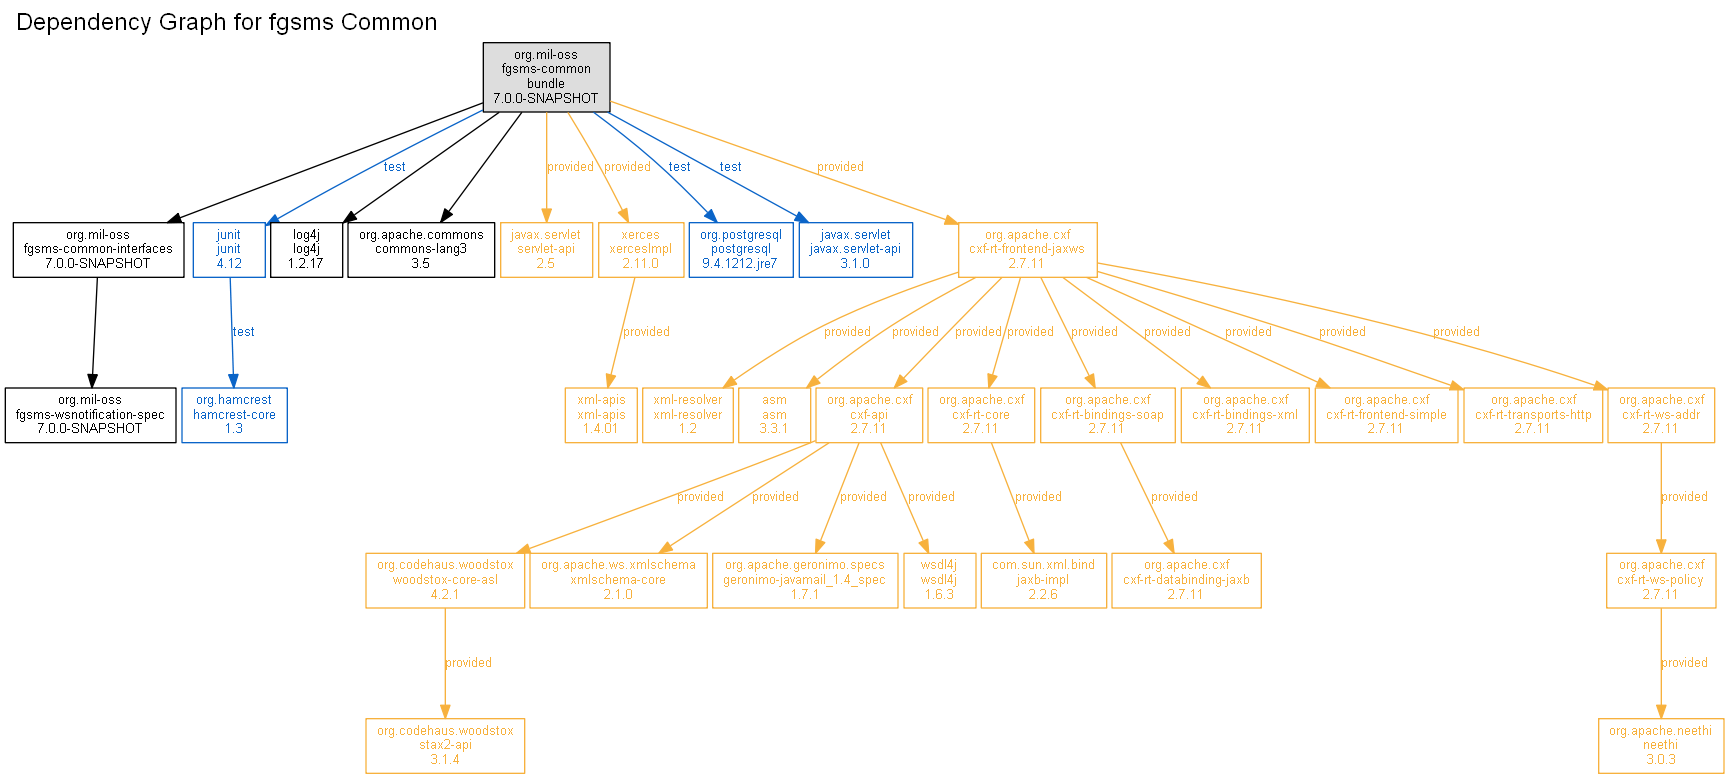 Dependency Graph for fgsms Common
org.mil-oss
fgsms-common
bundle
7.0.0-SNAPSHOT
test
provided
provided
test
test
provided
org.mil-oss
fgsms-common-interfaces
7.0.0-SNAPSHOT
junit
junit
4.12
log4j
log4j
1.2.17
org.apache.commons
commons-lang3
3.5
javax.servlet
servlet-api
2.5
xerces
xercesImpl
2.11.0
org.postgresql
postgresql
9.4.1212.jre7
javax.servlet
javax.servlet-api
3.1.0
org.apache.cxf
cxf-rt-frontend-jaxws
2.7.11
test
provided
provided
provided
provided
provided
provided
provided
provided
provided
provided
org.mil-oss
fgsms-wsnotification-spec
7.0.0-SNAPSHOT
org.hamcrest
hamcrest-core
1.3
xml-apis
xml-apis
1.4.01
xml-resolver
xml-resolver
1.2
asm
asm
3.3.1
org.apache.cxf
cxf-api
2.7.11
org.apache.cxf
cxf-rt-core
2.7.11
org.apache.cxf
cxf-rt-bindings-soap
2.7.11
org.apache.cxf
cxf-rt-bindings-xml
2.7.11
org.apache.cxf
cxf-rt-frontend-simple
2.7.11
org.apache.cxf
cxf-rt-transports-http
2.7.11
org.apache.cxf
cxf-rt-ws-addr
2.7.11
provided
provided
provided
provided
provided
provided
provided
org.codehaus.woodstox
woodstox-core-asl
4.2.1
org.apache.ws.xmlschema
xmlschema-core
2.1.0
org.apache.geronimo.specs
geronimo-javamail_1.4_spec
1.7.1
wsdl4j
wsdl4j
1.6.3
com.sun.xml.bind
jaxb-impl
2.2.6
org.apache.cxf
cxf-rt-databinding-jaxb
2.7.11
org.apache.cxf
cxf-rt-ws-policy
2.7.11
provided
provided
org.codehaus.woodstox
stax2-api
3.1.4
org.apache.neethi
neethi
3.0.3